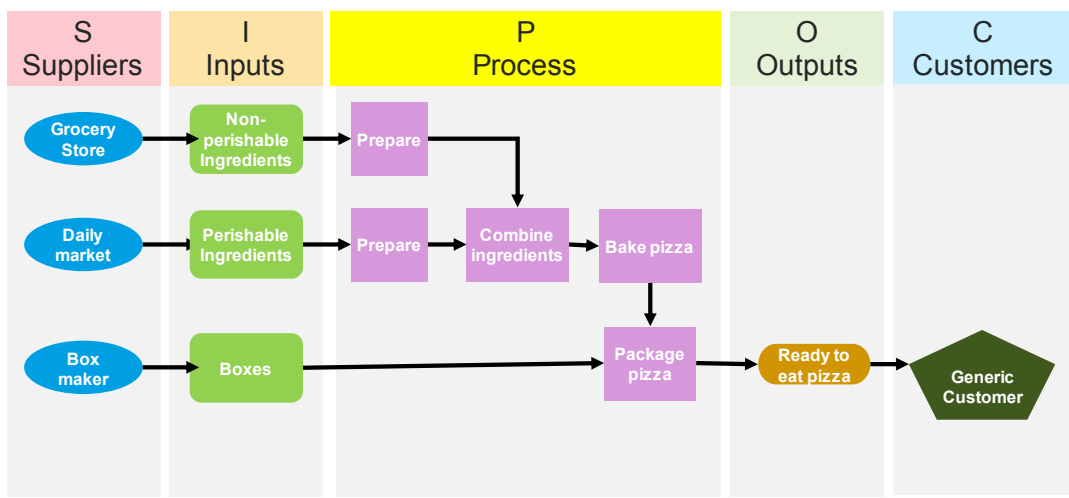 S
Suppliers
I
Inputs
P
Process
O
Outputs
C
Customers
Grocery
Store
Non-
perishable
Ingredients
Prepare
Daily
market
Perishable
Ingredients
Prepare
Combine
ingredients
Bake pizza
Box
maker
Boxes
Package
pizza
Ready to
eat pizza
Generic
Customer